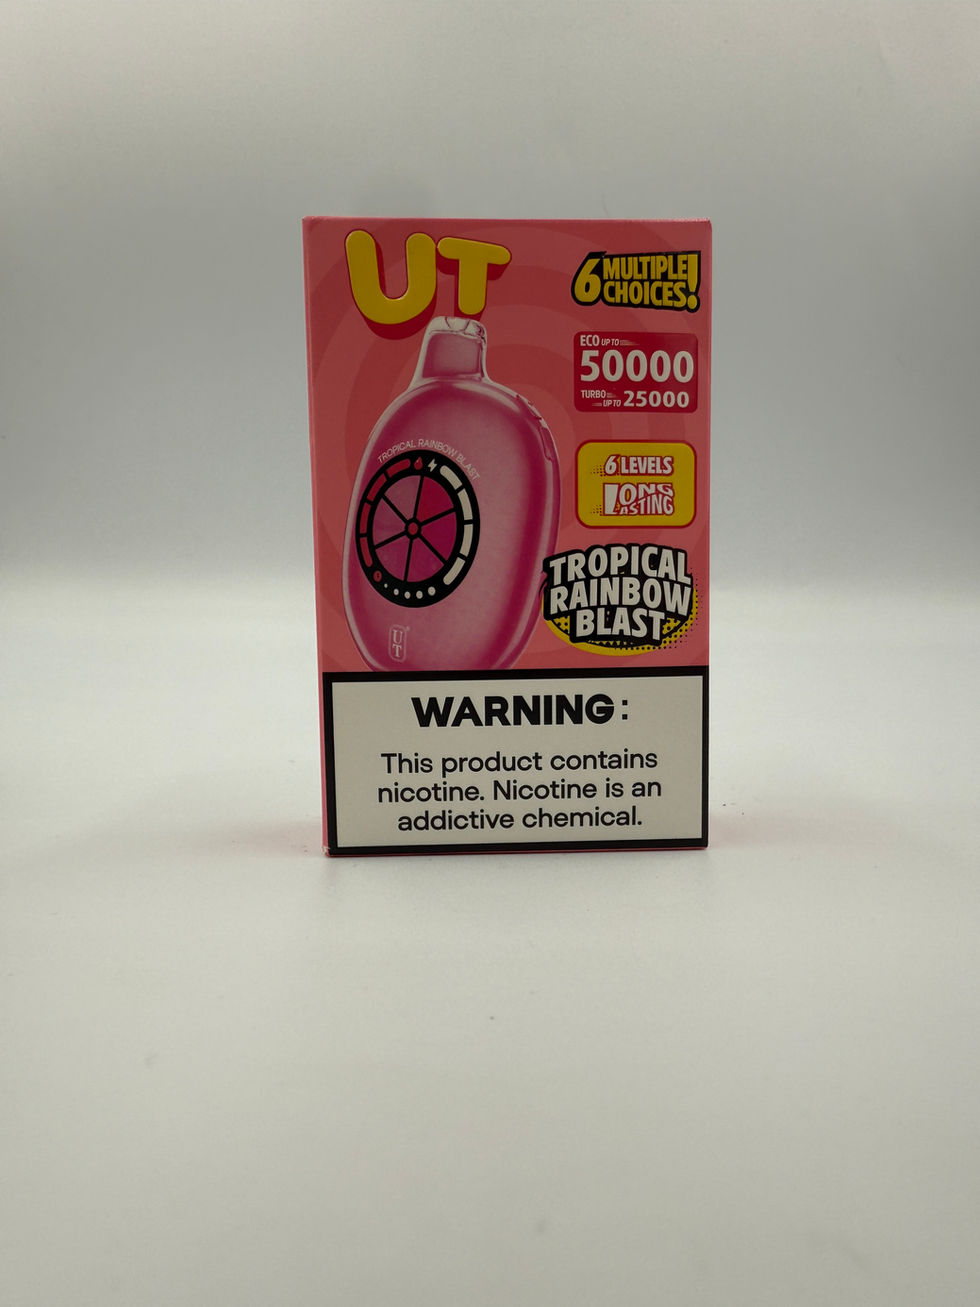 UT
6 MULTIPLE
CHOICES!
ECO UP TO
50000
TURBO
UP TO 25000
6 LEVELS
LONG
LASTING
TROPICAL RAINBOW BLAST
TROPICAL
RAINBOW
BLAST
UT
WARNING:
This product contains
nicotine. Nicotine is an
addictive chemical.